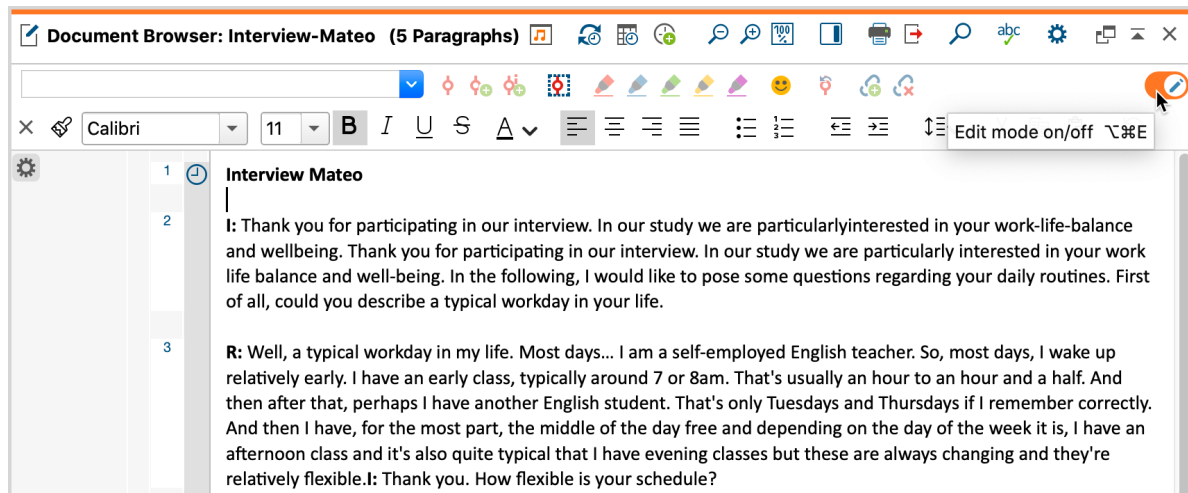 Document Browser: Interview-Mateo (5 Paragraphs)
100 %
abc
Calibri
11
B I U S A
Edit mode on/off ⌥⌘E
1 Interview Mateo
2 I: Thank you for participating in our interview. In our study we are particularlyinterested in your work-life-balance
and wellbeing. Thank you for participating in our interview. In our study we are particularly interested in your work
life balance and well-being. In the following, I would like to pose some questions regarding your daily routines. First
of all, could you describe a typical workday in your life.
3 R: Well, a typical workday in my life. Most days... I am a self-employed English teacher. So, most days, I wake up
relatively early. I have an early class, typically around 7 or 8am. That's usually an hour to an hour and a half. And
then after that, perhaps I have another English student. That's only Tuesdays and Thursdays if I remember correctly.
And then I have, for the most part, the middle of the day free and depending on the day of the week it is, I have an
afternoon class and it's also quite typical that I have evening classes but these are always changing and they're
relatively flexible.I: Thank you. How flexible is your schedule?